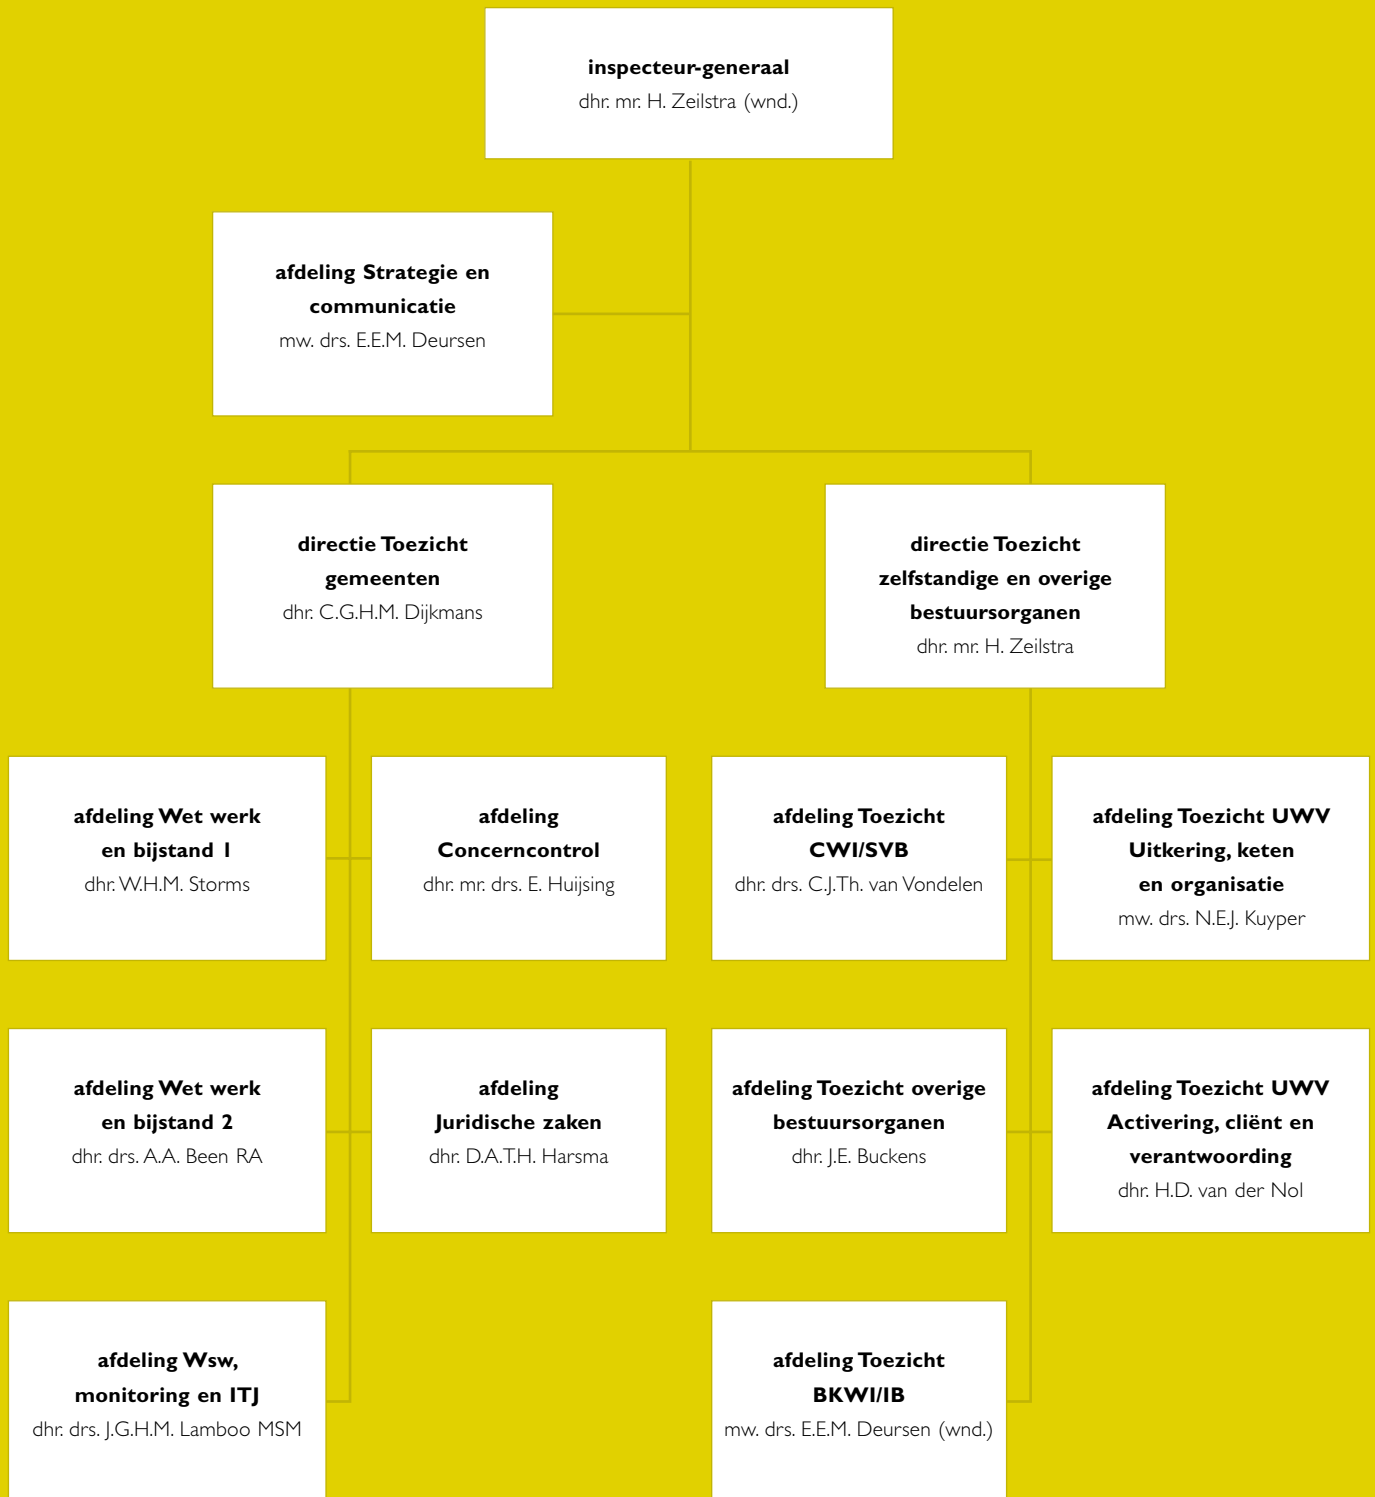 inspecteur-generaal
dhr. mr. H. Zeilstra (wnd.)
afdeling Strategie en
communicatie
mw. drs. E.E.M. Deursen
directie Toezicht
gemeenten
dhr. C.G.H.M. Dijkmans
directie Toezicht
zelfstandige en overige
bestuursorganen
dhr. mr. H. Zeilstra
afdeling Wet werk
en bijstand 1
dhr. W.H.M. Storms
afdeling
Concerncontrol
dhr. mr. drs. E. Huijsing
afdeling Toezicht
CWI/SVB
dhr. drs. C.J.Th. van Vondelen
afdeling Toezicht UWV
Uitkering, keten
en organisatie
mw. drs. N.E.J. Kuyper
afdeling Wet werk
en bijstand 2
dhr. drs. A.A. Been RA
afdeling
Juridische zaken
dhr. D.A.T.H. Harsma
afdeling Toezicht overige
bestuursorganen
dhr. J.E. Buckens
afdeling Toezicht UWV
Activering, cliënt en
verantwoording
dhr. H.D. van der Nol
afdeling Wsw,
monitoring en ITJ
dhr. drs. J.G.H.M. Lamboo MSM
afdeling Toezicht
BKWI/IB
mw. drs. E.E.M. Deursen (wnd.)